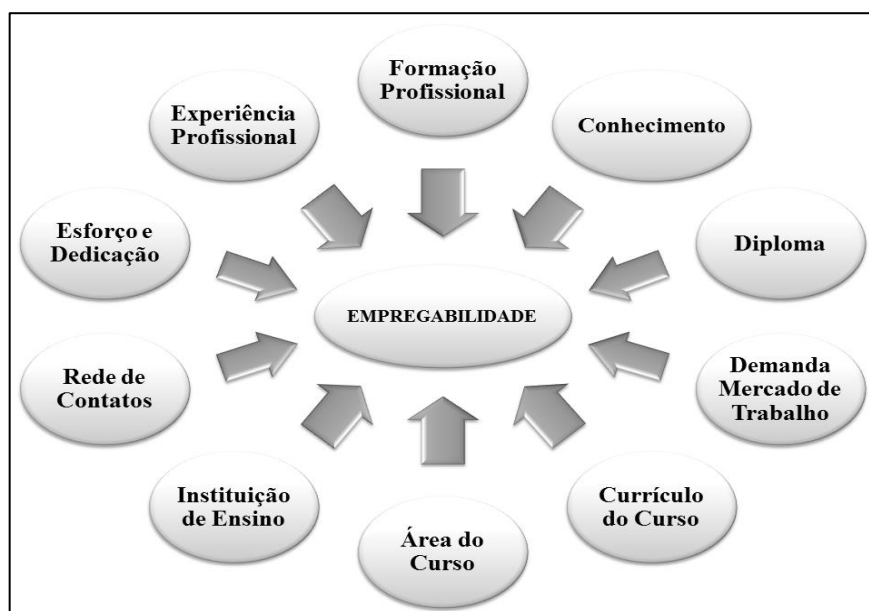 Formação
Profissional
Conhecimento
Diploma
Demanda
Mercado de
Trabalho
Currículo
do Curso
Área do
Curso
Instituição
de Ensino
Rede de
Contatos
Esforço e
Dedicação
Experiência
Profissional
EMPREGABILIDADE